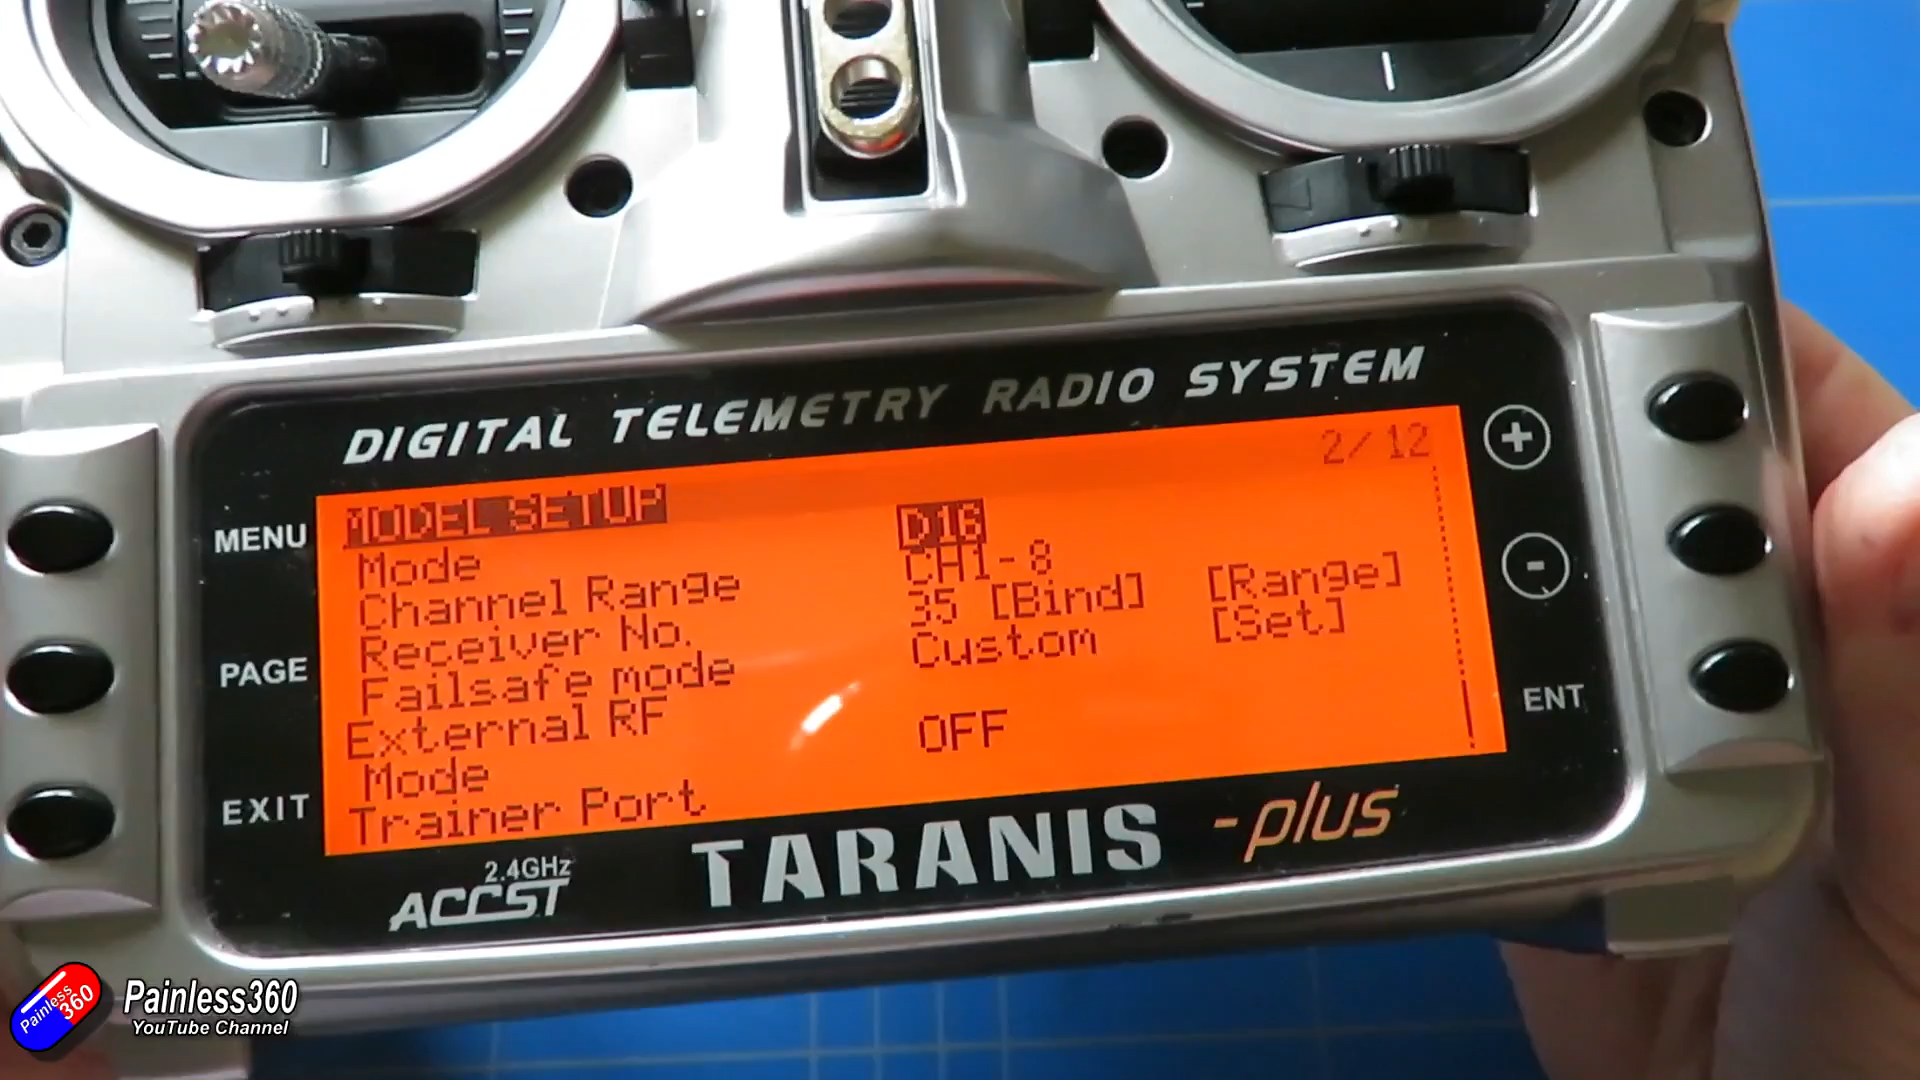 DIGITAL TELEMETRY RADIO SYSTEM
2/12
MODEL SETUP
Mode D16
Channel Range CH1-8
Receiver No. 35 [Bind] [Range]
Failsafe mode Custom [Set]
External RF
Mode OFF
Trainer Port
MENU
PAGE
EXIT
+
-
ENT
2.4GHz
ACCST
TARANIS -plus
Painless
360
Painless360
YouTube Channel